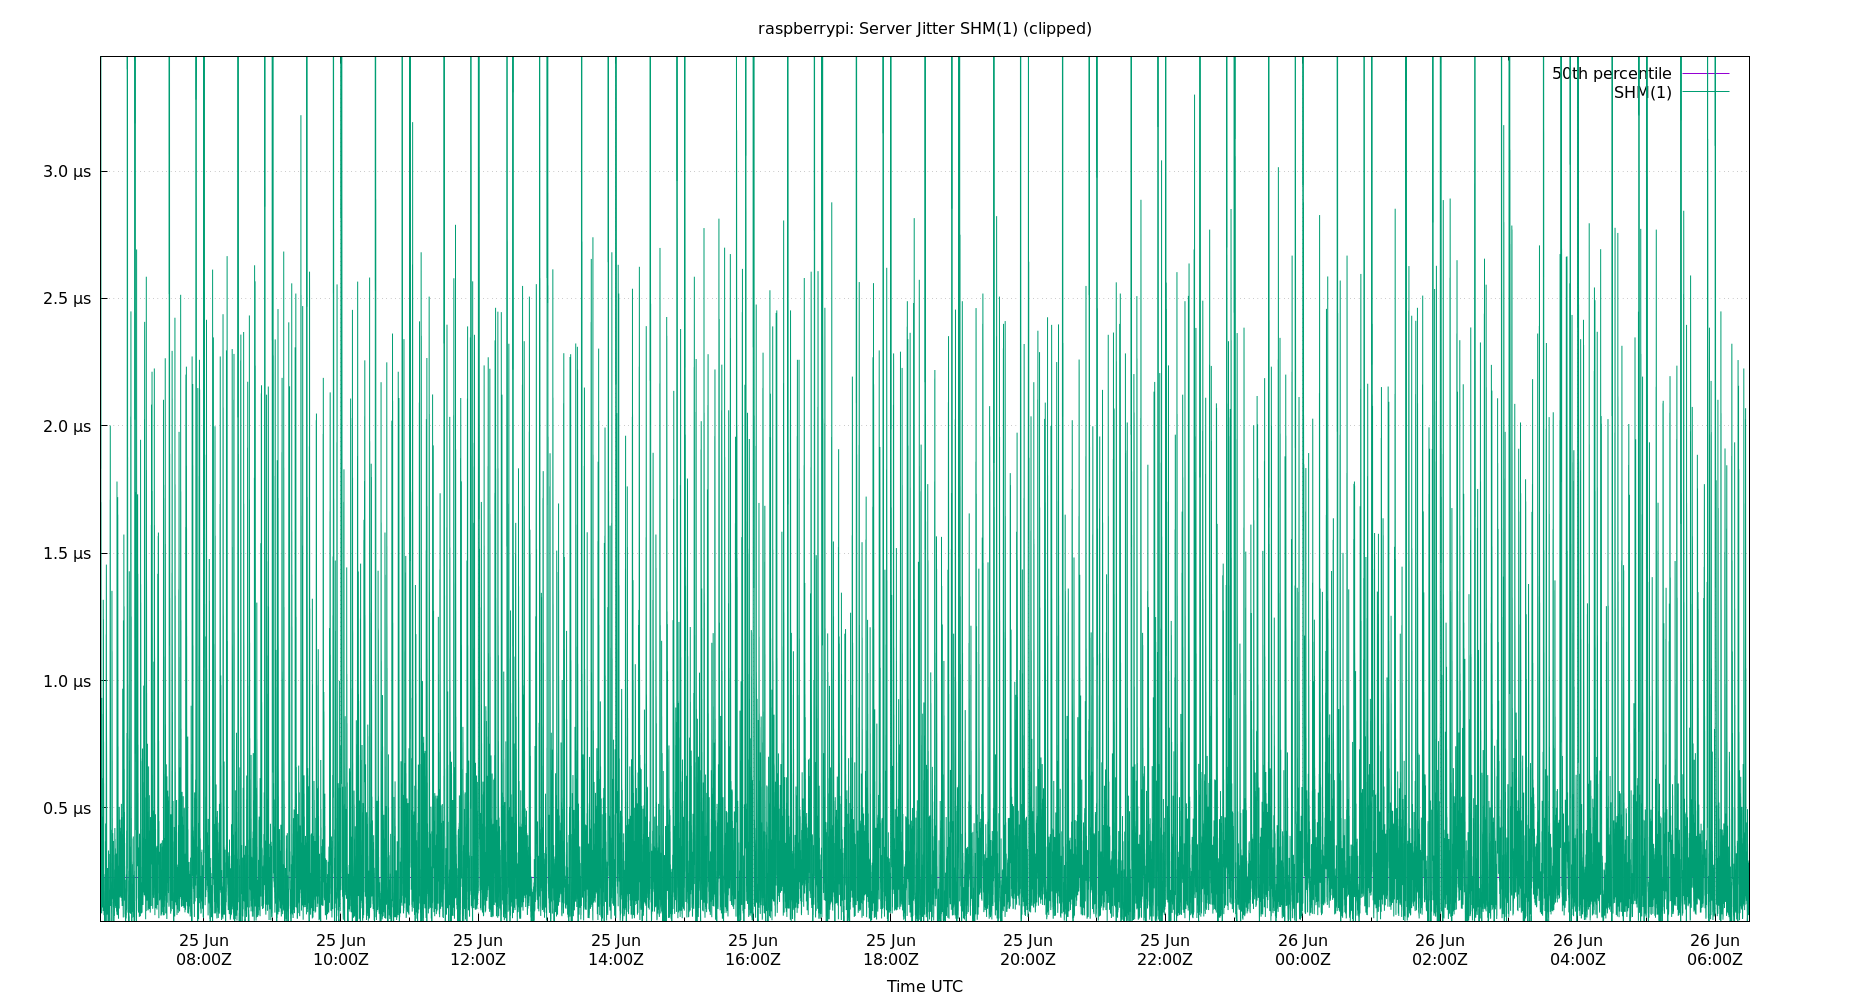 raspberrypi: Server Jitter SHM(1) (clipped)
50th percentile
SHM(1)
3.0 µs
2.5 µs
2.0 µs
1.5 µs
1.0 µs
0.5 µs
25 Jun 25 Jun 25 Jun 25 Jun 25 Jun 25 Jun 25 Jun 25 Jun 26 Jun 26 Jun 26 Jun 26 Jun
08:00Z 10:00Z 12:00Z 14:00Z 16:00Z 18:00Z 20:00Z 22:00Z 00:00Z 02:00Z 04:00Z 06:00Z
Time UTC